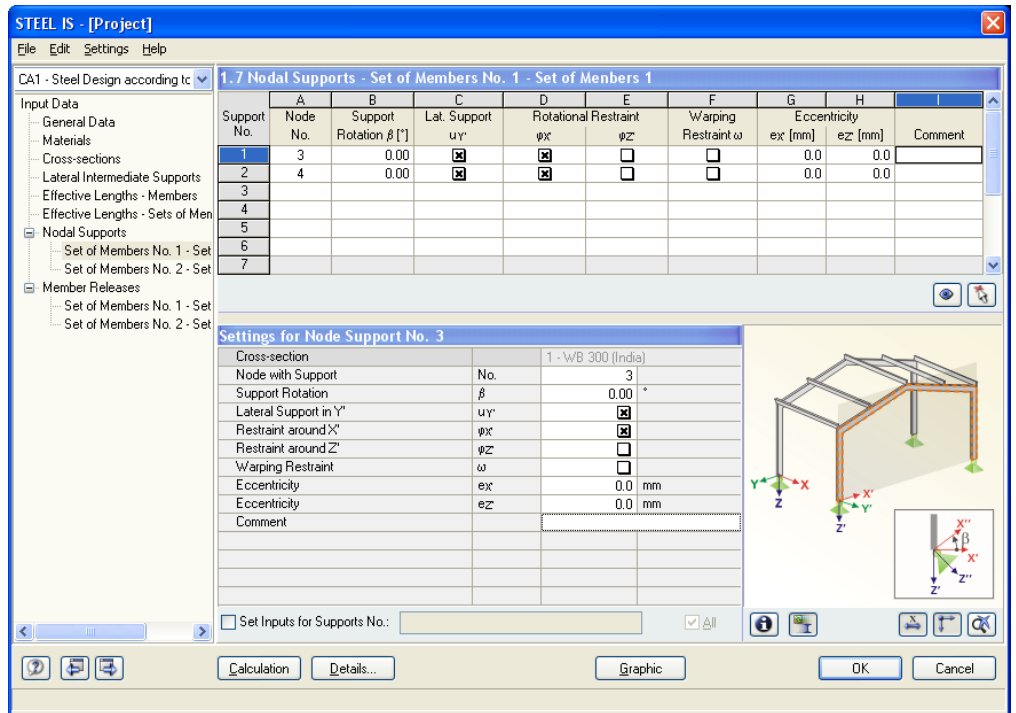 STEEL IS - [Project]
File Edit Settings Help
CA1 - Steel Design according tc
Input Data
General Data
Materials
Cross-sections
Lateral Intermediate Supports
Effective Lengths - Members
Effective Lengths - Sets of Men
Nodal Supports
Set of Members No. 1 - Set
Set of Members No. 2 - Set
Member Releases
Set of Members No. 1 - Set
Set of Members No. 2 - Set
1.7 Nodal Supports - Set of Members No. 1 - Set of Menbers 1
A B C D E F G H I
Support Node Support Lat. Support Rotational Restraint Warping Eccentricity
No. No. Rotation β [°] uY' φX' φZ' Restraint ω eX' [mm] eZ' [mm] Comment
1 3 0.00 0.0 0.0
2 4 0.00 0.0 0.0
3
4
5
6
7
Settings for Node Support No. 3
Cross-section 1 - WB 300 (India)
Node with Support No. 3
Support Rotation β 0.00 °
Lateral Support in Y' uY'
Restraint around X' φX'
Restraint around Z' φZ'
Warping Restraint ω
Eccentricity eX' 0.0 mm
Eccentricity eZ' 0.0 mm
Comment
Set Inputs for Supports No.: All
Y X
Z
X'
Y'
Z'
X''
β
X'
Z''
Z'
Calculation Details... Graphic OK Cancel